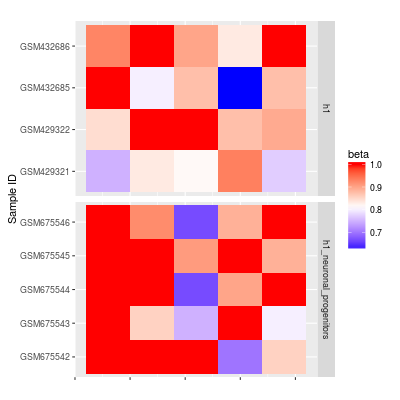 GSM432686
GSM432685
GSM429322
GSM429321
h1
GSM675546
GSM675545
GSM675544
GSM675543
GSM675542
h1_neuronal_progenitors
Sample ID
beta
1.0
0.9
0.8
0.7